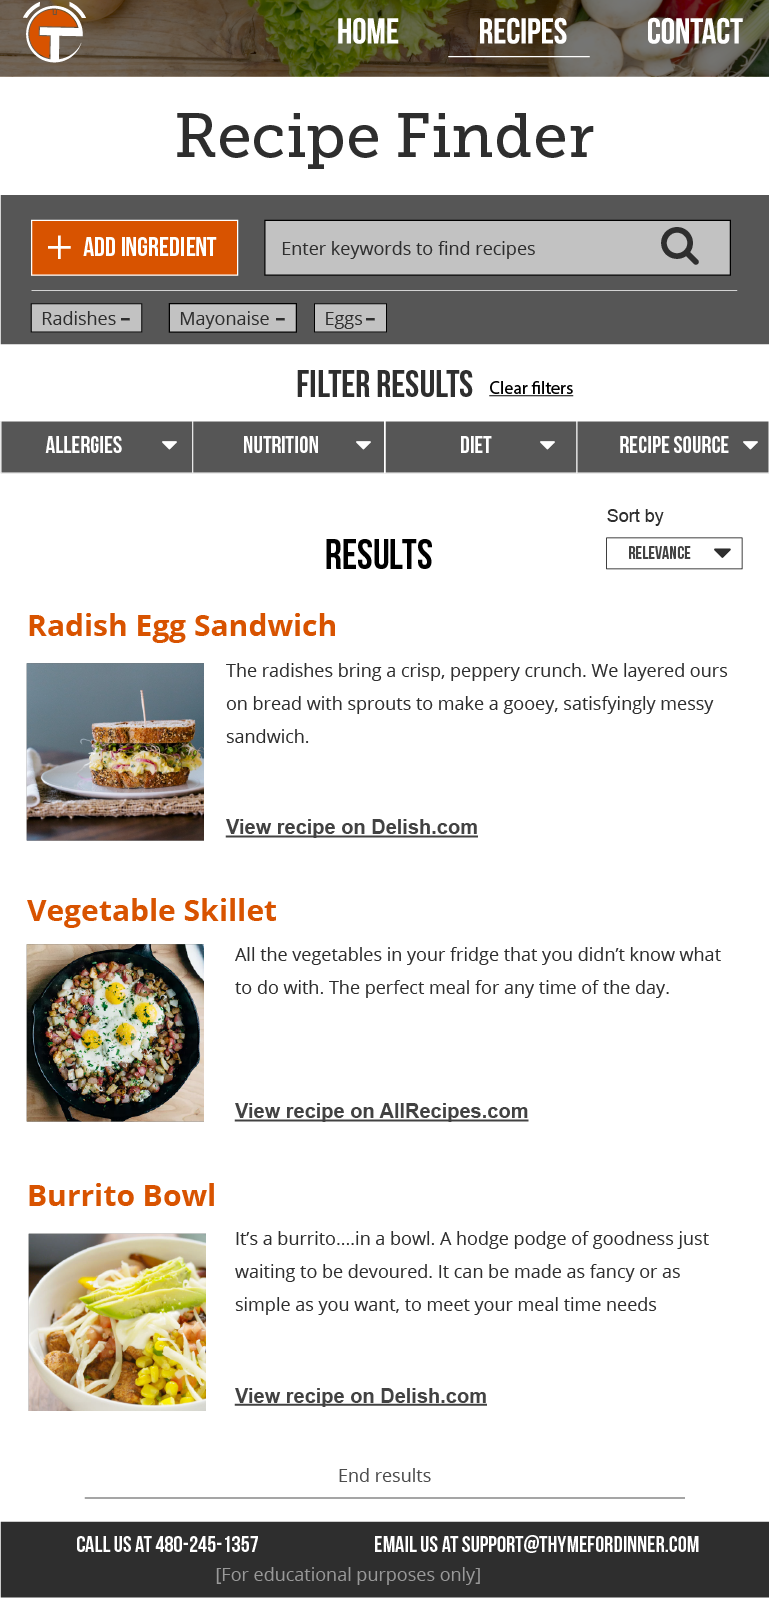 HOME RECIPES CONTACT
Recipe Finder
+ ADD INGREDIENT
Enter keywords to find recipes
Radishes – Mayonaise – Eggs –
FILTER RESULTS Clear filters
ALLERGIES NUTRITION DIET RECIPE SOURCE
Sort by
RESULTS
RELEVANCE
Radish Egg Sandwich
The radishes bring a crisp, peppery crunch. We layered ours
on bread with sprouts to make a gooey, satisfyingly messy
sandwich.
View recipe on Delish.com
Vegetable Skillet
All the vegetables in your fridge that you didn’t know what
to do with. The perfect meal for any time of the day.
View recipe on AllRecipes.com
Burrito Bowl
It’s a burrito....in a bowl. A hodge podge of goodness just
waiting to be devoured. It can be made as fancy or as
simple as you want, to meet your meal time needs
View recipe on Delish.com
End results
CALL US AT 480-245-1357 EMAIL US AT SUPPORT@THYMEFORDINNER.COM
[For educational purposes only]